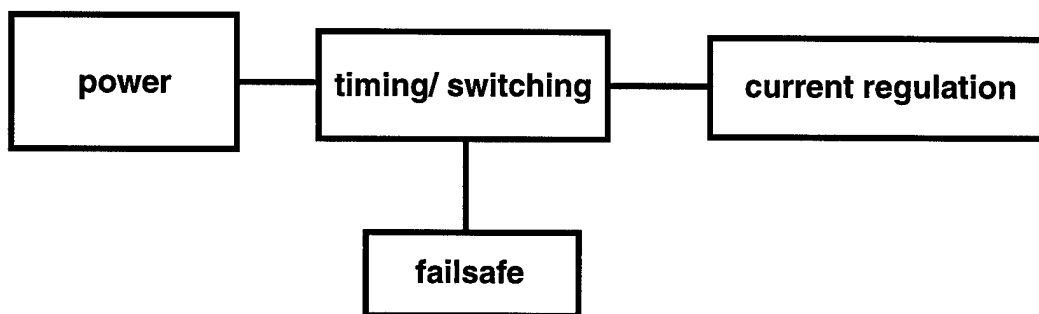 power
timing/ switching
current regulation
failsafe